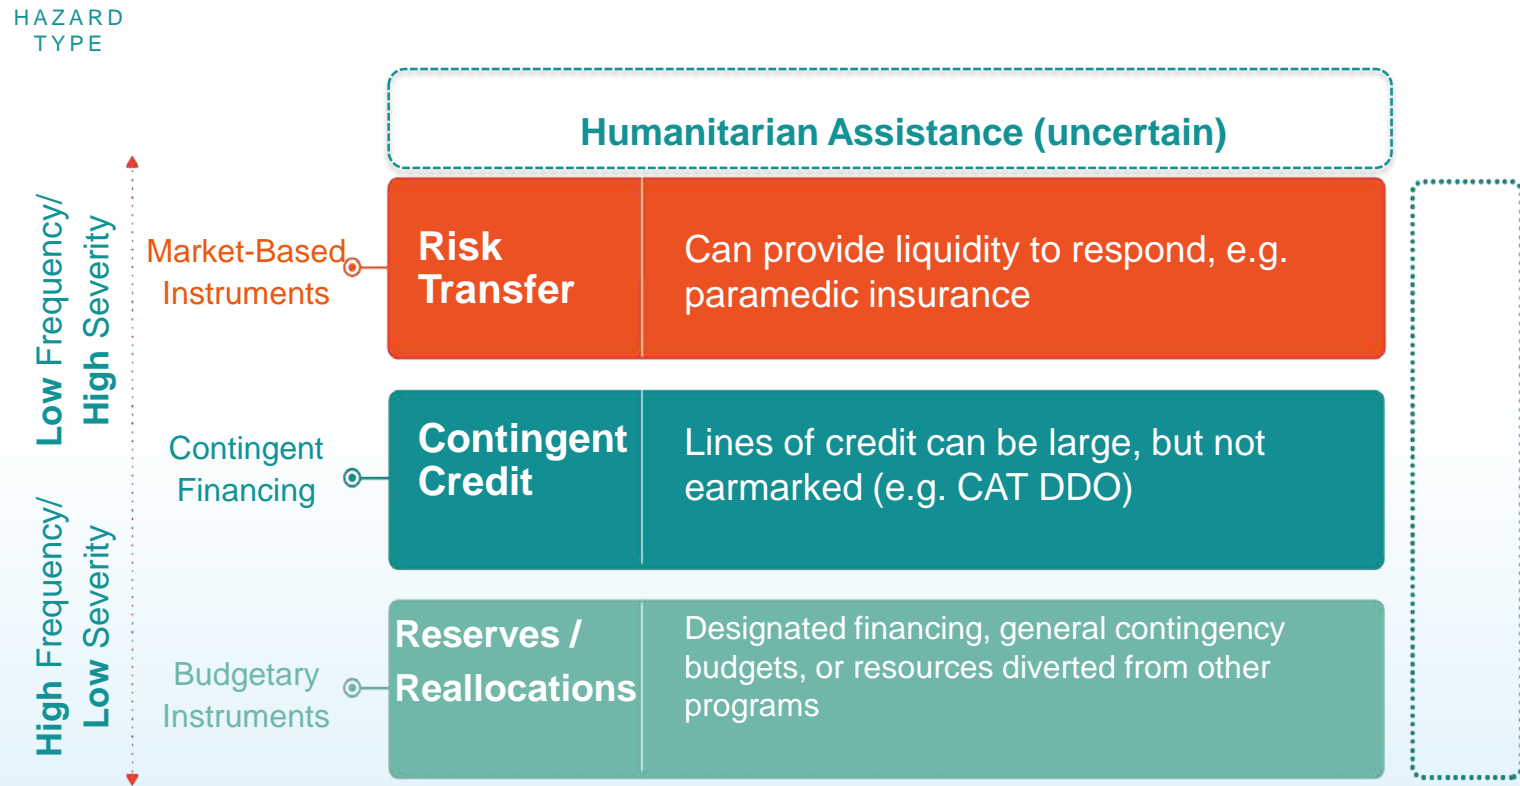 HAZARD
TYPE
Humanitarian Assistance (uncertain)
Low Frequency/
High Severity
Market-Based
Instruments
Risk
Transfer
Can provide liquidity to respond, e.g.
paramedic insurance
Contingent
Financing
Contingent
Credit
Lines of credit can be large, but not
earmarked (e.g. CAT DDO)
High Frequency/
Low Severity
Budgetary
Instruments
Reserves /
Reallocations
Designated financing, general contingency
budgets, or resources diverted from other
programs